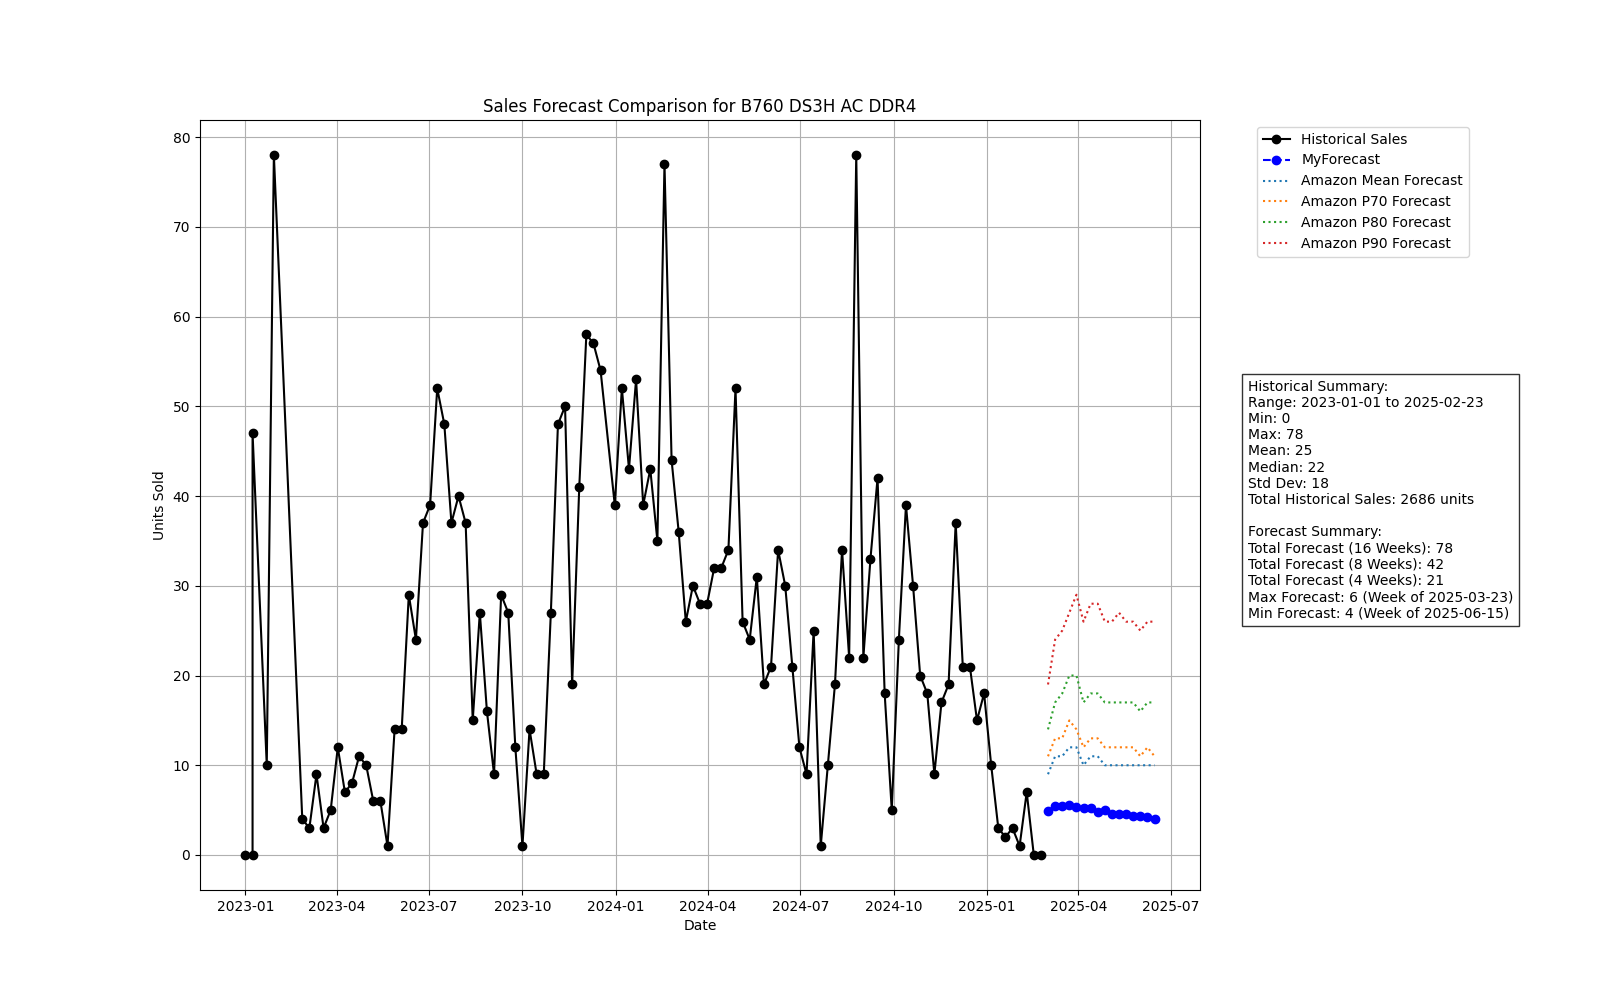 Sales Forecast Comparison for B760 DS3H AC DDR4
80
70
60
50
40
30
20
10
0
Units Sold
2023-01
2023-04
2023-07
2023-10
2024-01
2024-04
2024-07
2024-10
2025-01
2025-04
2025-07
Date
Historical Sales
MyForecast
Amazon Mean Forecast
Amazon P70 Forecast
Amazon P80 Forecast
Amazon P90 Forecast
Historical Summary:
Range: 2023-01-01 to 2025-02-23
Min: 0
Max: 78
Mean: 25
Median: 22
Std Dev: 18
Total Historical Sales: 2686 units
Forecast Summary:
Total Forecast (16 Weeks): 78
Total Forecast (8 Weeks): 42
Total Forecast (4 Weeks): 21
Max Forecast: 6 (Week of 2025-03-23)
Min Forecast: 4 (Week of 2025-06-15)